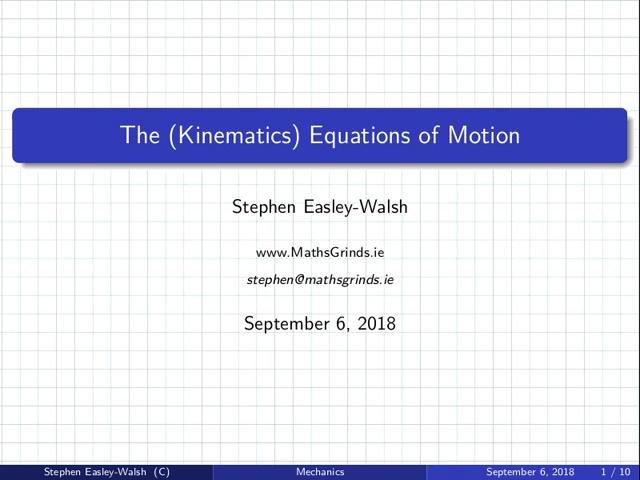 The (Kinematics) Equations of Motion
Stephen Easley-Walsh
www.MathsGrinds.ie
stephen@mathsgrinds.ie
September 6, 2018
Stephen Easley-Walsh (C) Mechanics September 6, 2018 1 / 10